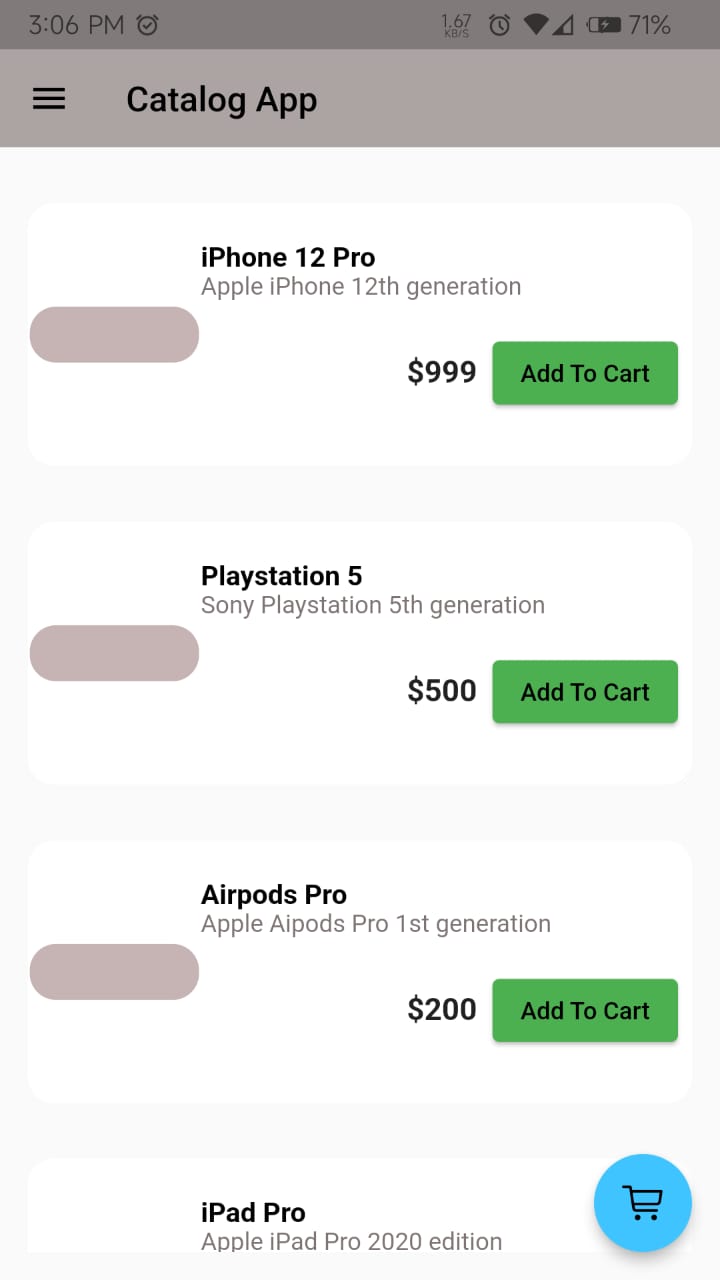 3:06 PM 1.67 KB/S 71%
Catalog App
iPhone 12 Pro
Apple iPhone 12th generation
$999 Add To Cart
Playstation 5
Sony Playstation 5th generation
$500 Add To Cart
Airpods Pro
Apple Aipods Pro 1st generation
$200 Add To Cart
iPad Pro
Apple iPad Pro 2020 edition